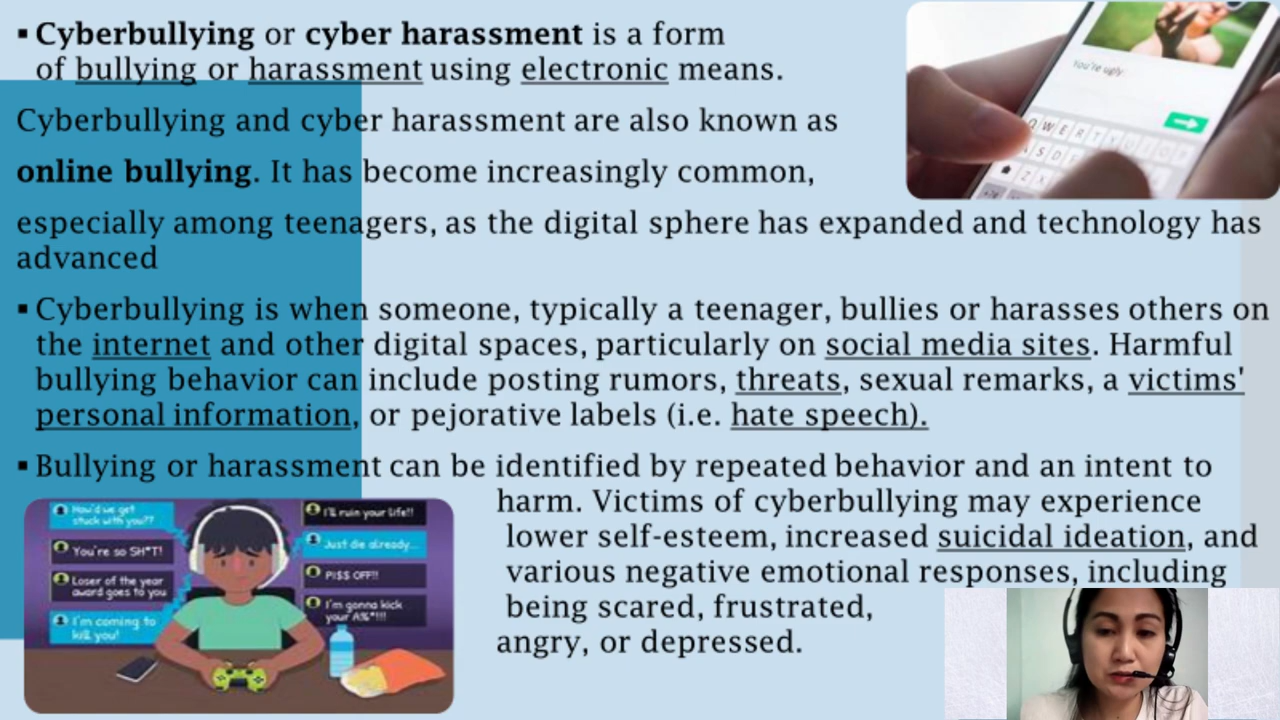 ▪ Cyberbullying or cyber harassment is a form
of bullying or harassment using electronic means.
Cyberbullying and cyber harassment are also known as
online bullying. It has become increasingly common,
especially among teenagers, as the digital sphere has expanded and technology has
advanced
▪ Cyberbullying is when someone, typically a teenager, bullies or harasses others on
the internet and other digital spaces, particularly on social media sites. Harmful
bullying behavior can include posting rumors, threats, sexual remarks, a victims'
personal information, or pejorative labels (i.e. hate speech).
▪ Bullying or harassment can be identified by repeated behavior and an intent to
harm. Victims of cyberbullying may experience
lower self-esteem, increased suicidal ideation, and
various negative emotional responses, including
being scared, frustrated,
angry, or depressed.
You're ugly
Q W E R T Y U I O P
A S D
Z X
How'd we get
stuck with you??
You're so SH*T!
Loser of the year
award goes to you
I'm coming to
kill you!
I'll ruin your life!!
Just die already...
PI$$ OFF!!
I'm gonna kick
your A%*!!!